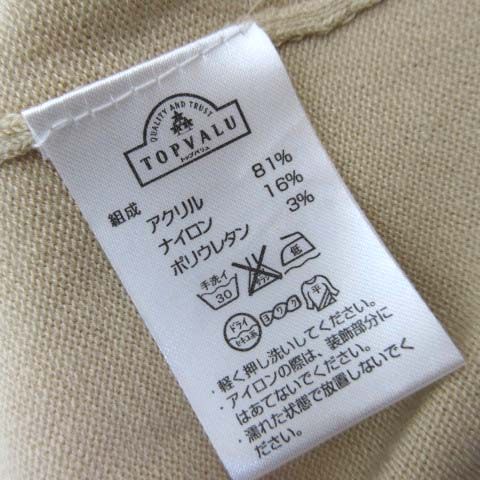 QUALITY AND TRUST
TOPVALU
トップバリュ
組成 アクリル 81%
ナイロン 16%
ポリウレタン 3%
手洗イ 30 低
ドライ セキユ系 ヨワク 平
・軽く押し洗いしてください。
・アイロンの際は、装飾部分に
はあてないでください。
・濡れた状態で放置しないでく
ださい。